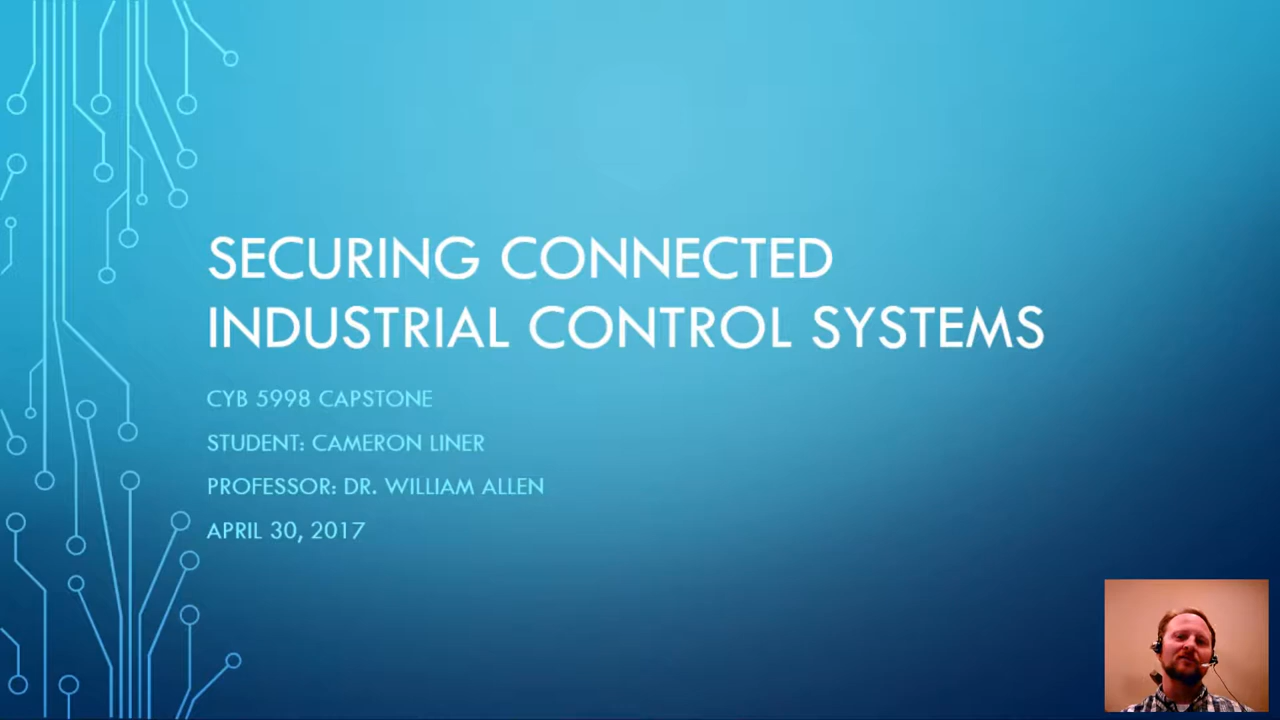 SECURING CONNECTED
INDUSTRIAL CONTROL SYSTEMS
CYB 5998 CAPSTONE
STUDENT: CAMERON LINER
PROFESSOR: DR. WILLIAM ALLEN
APRIL 30, 2017